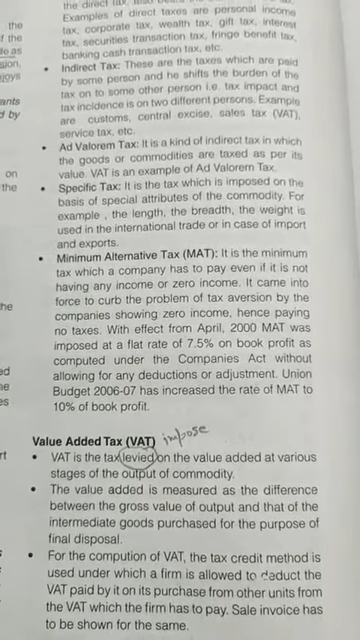 the direct tax,
Examples of direct taxes are personal income
tax, corporate tax, wealth tax, gift tax, interest
tax, securities transaction tax, fringe benefit tax,
banking cash transaction tax, etc.
• Indirect Tax: These are the taxes which are paid
by some person and he shifts the burden of the
tax on to some other person i.e. tax impact and
tax incidence is on two different persons. Example
are customs, central excise, sales tax (VAT),
service tax, etc.
• Ad Valorem Tax: It is a kind of indirect tax in which
the goods or commodities are taxed as per its
value. VAT is an example of Ad Valorem Tax.
• Specific Tax: It is the tax which is imposed on the
basis of special attributes of the commodity. For
example , the length, the breadth, the weight is
used in the international trade or in case of import
and exports.
• Minimum Alternative Tax (MAT): It is the minimum
tax which a company has to pay even if it is not
having any income or zero income. It came into
force to curb the problem of tax aversion by the
companies showing zero income, hence paying
no taxes. With effect from April, 2000 MAT was
imposed at a flat rate of 7.5% on book profit as
computed under the Companies Act without
allowing for any deductions or adjustment. Union
Budget 2006-07 has increased the rate of MAT to
10% of book profit.
Value Added Tax (VAT) impose
• VAT is the tax levied on the value added at various
stages of the output of commodity.
• The value added is measured as the difference
between the gross value of output and that of the
intermediate goods purchased for the purpose of
final disposal.
• For the compution of VAT, the tax credit method is
used under which a firm is allowed to deduct the
VAT paid by it on its purchase from other units from
the VAT which the firm has to pay. Sale invoice has
to be shown for the same.